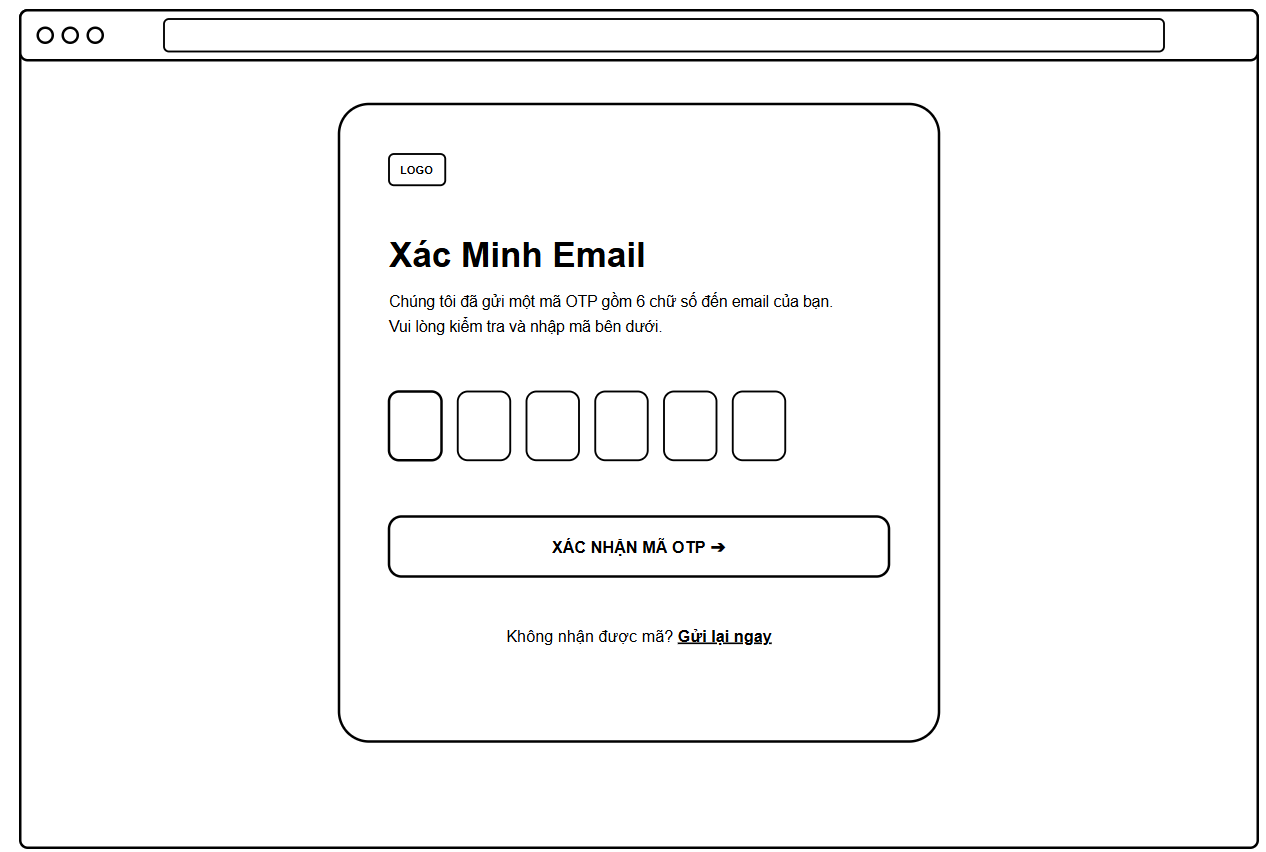 LOGO
Xác Minh Email
Chúng tôi đã gửi một mã OTP gồm 6 chữ số đến email của bạn.
Vui lòng kiểm tra và nhập mã bên dưới.
XÁC NHẬN MÃ OTP ➔
Không nhận được mã? Gửi lại ngay